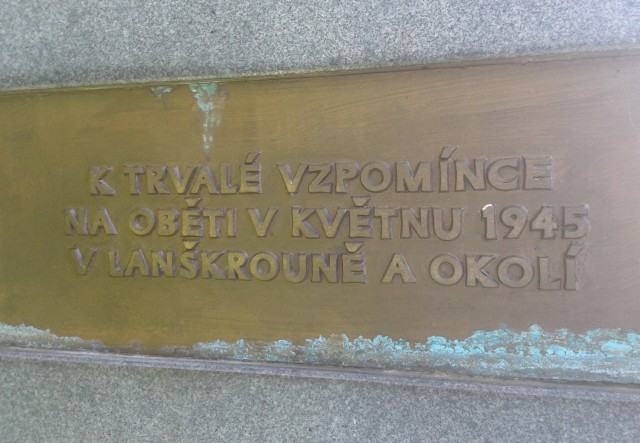 K TRVALÉ VZPOMÍNCE
NA OBĚTI V KVĚTNU 1945
V LANŠKROUNĚ A OKOLÍ